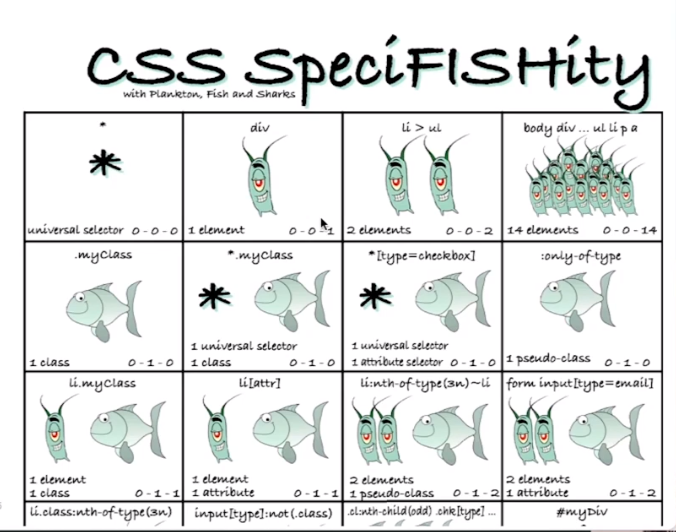 CSS SpeciFISHity
with Plankton, Fish and Sharks
*
*
universal selector 0-0-0
div
1 element 0-0-1
li > ul
2 elements 0-0-2
body div ... ul li p a
14 elements 0-0-14
.myClass
1 class 0-1-0
*.myClass
*
1 universal selector
1 class 0-1-0
*[type=checkbox]
*
1 universal selector
1 attribute selector 0-1-0
:only-of-type
1 pseudo-class 0-1-0
li.myClass
1 element
1 class 0-1-1
li[attr]
1 element
1 attribute 0-1-1
li:nth-of-type(3n)~li
2 elements
1 pseudo-class 0-1-2
form input[type=email]
2 elements
1 attribute 0-1-2
li.class:nth-of-type(3n)
input[type]:not(.class)
.cl:nth-child(odd) .chk[type] ...
#myDiv